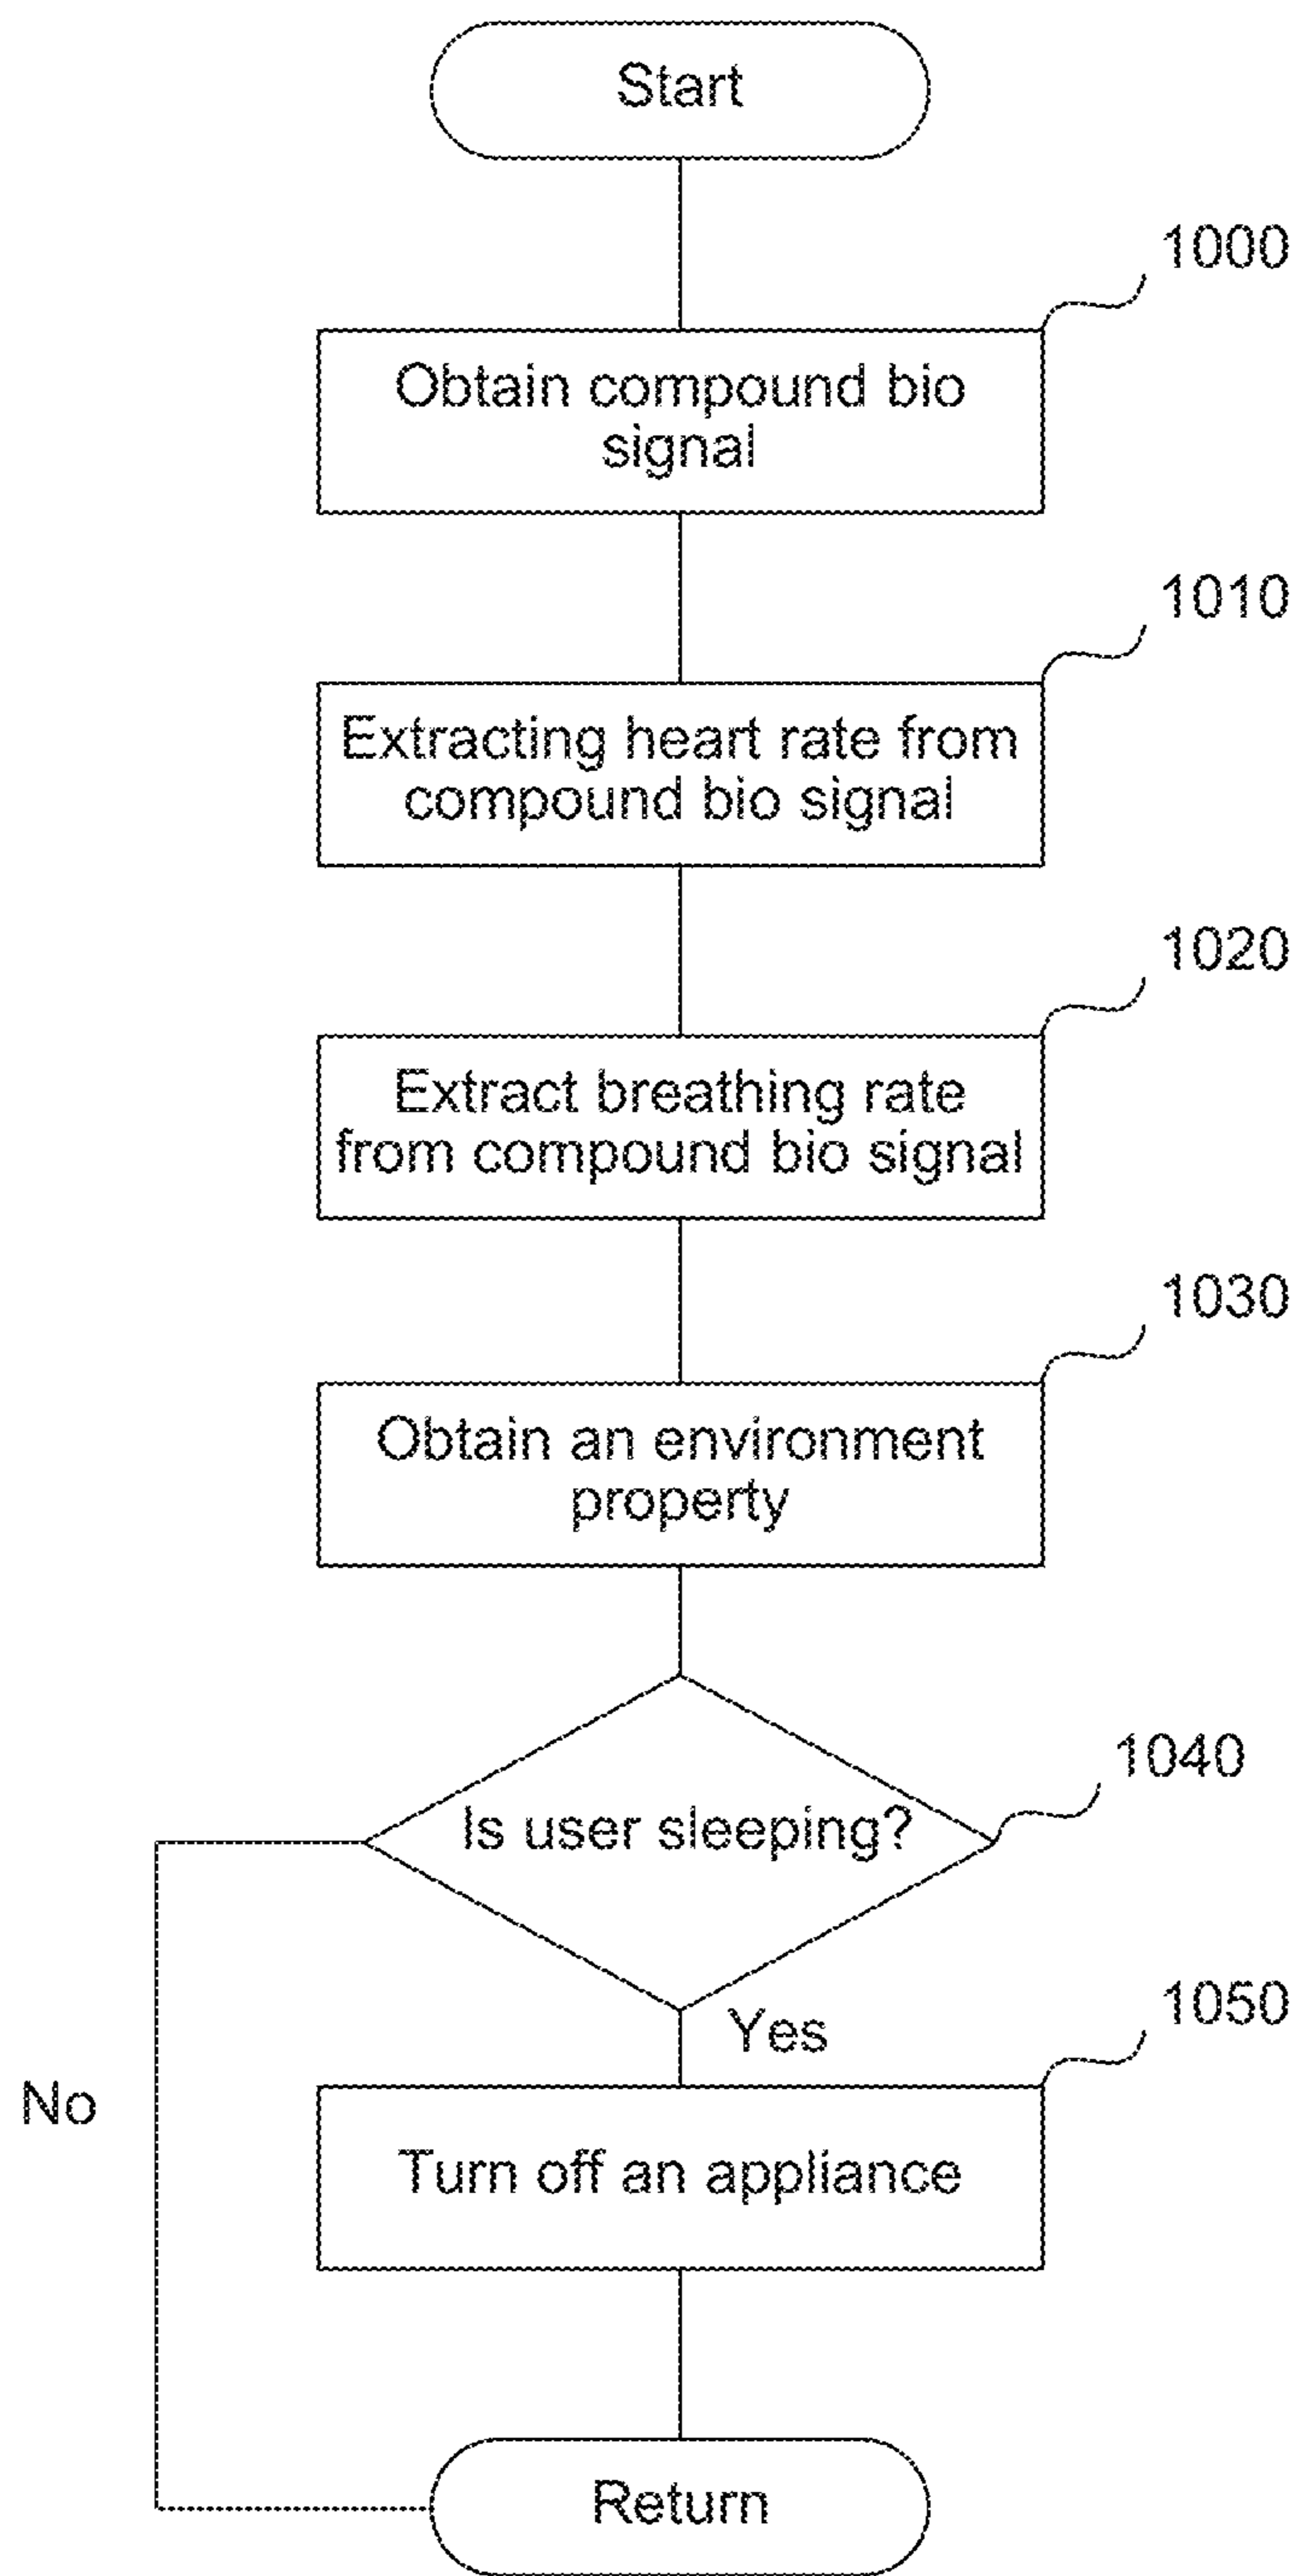 Start
1000
Obtain compound bio
signal
1010
Extracting heart rate from
compound bio signal
1020
Extract breathing rate
from compound bio signal
1030
Obtain an environment
property
1040
Is user sleeping?
Yes
1050
No
Turn off an appliance
Return